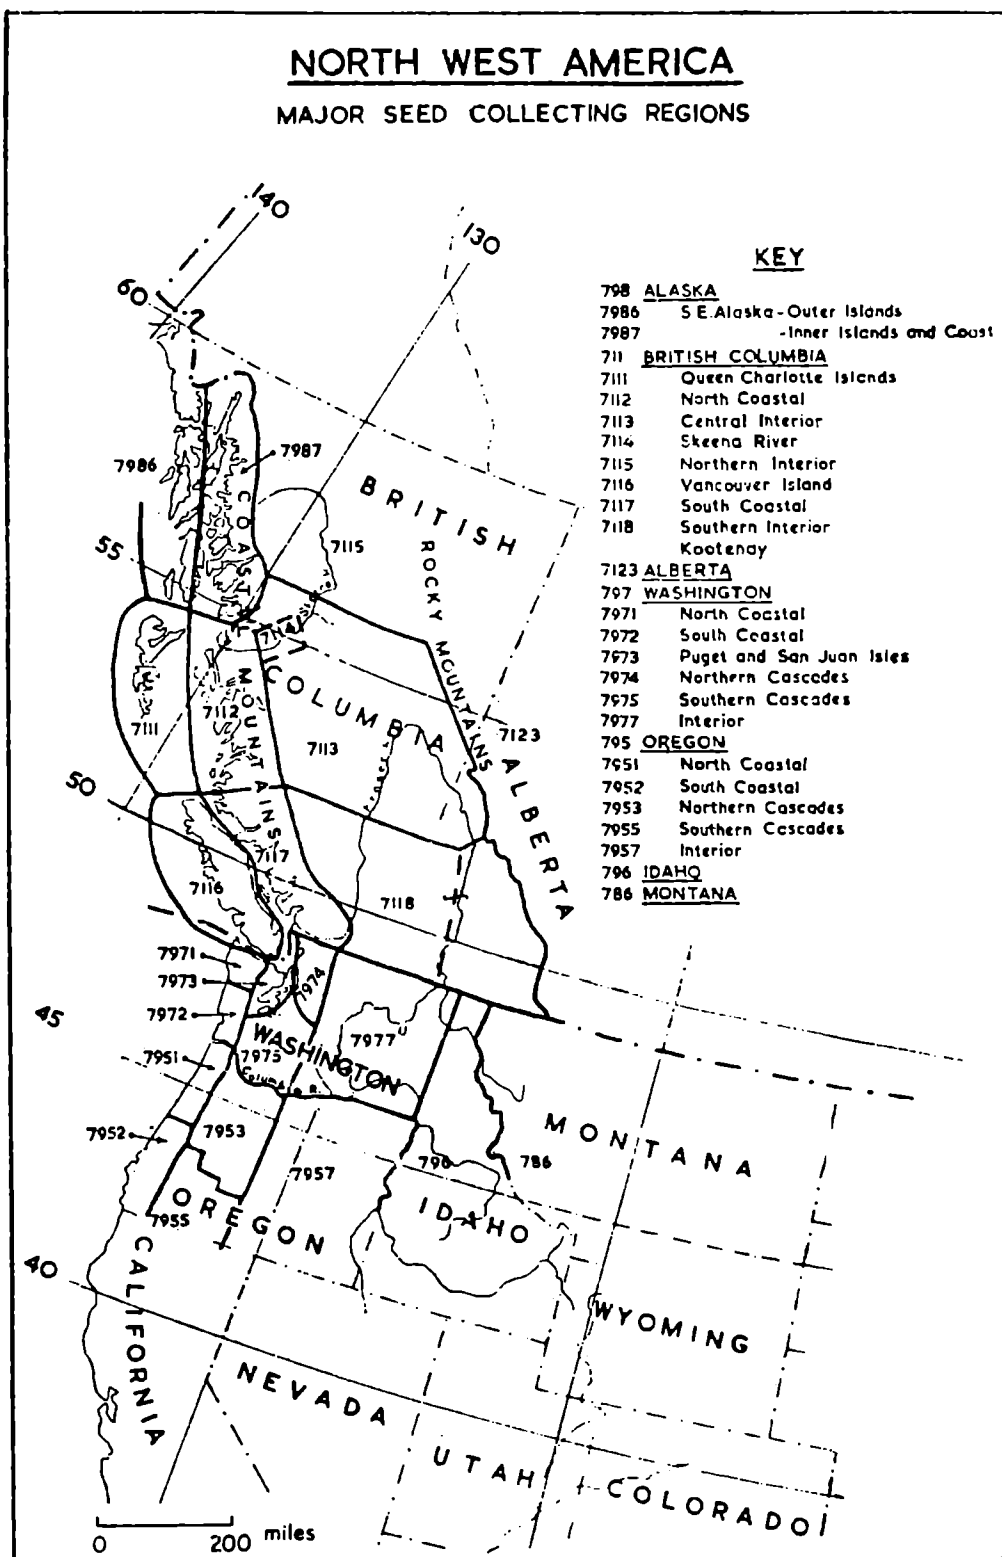 NORTH WEST AMERICA
MAJOR SEED COLLECTING REGIONS
140
130
60
KEY
798 ALASKA
7986 S E. Alaska - Outer Islands
7987 - Inner Islands and Coast
711 BRITISH COLUMBIA
7111 Queen Charlotte Islands
7112 North Coastal
7113 Central Interior
7114 Skeena River
7115 Northern Interior
7116 Vancouver Island
7117 South Coastal
7118 Southern Interior
Kootenay
7123 ALBERTA
797 WASHINGTON
7971 North Coastal
7972 South Coastal
7973 Puget and San Juan Isles
7974 Northern Cascades
7975 Southern Cascades
7977 Interior
795 OREGON
7951 North Coastal
7952 South Coastal
7953 Northern Cascades
7955 Southern Cascades
7957 Interior
796 IDAHO
786 MONTANA
7986
7987
BRITISH
COLUMBIA
COASTAL
MOUNTAINS
ROCKY MOUNTAINS
ALBERTA
7115
55
7114
7111
7112
7113
7123
50
7116
7117
7118
7971
7973
7974
7972
45
WASHINGTON
7975
7977
Columbia R.
7951
7952
7953
7957
7955
OREGON
796
IDAHO
786
MONTANA
40
CALIFORNIA
NEVADA
WYOMING
UTAH
COLORADO
0 200 miles